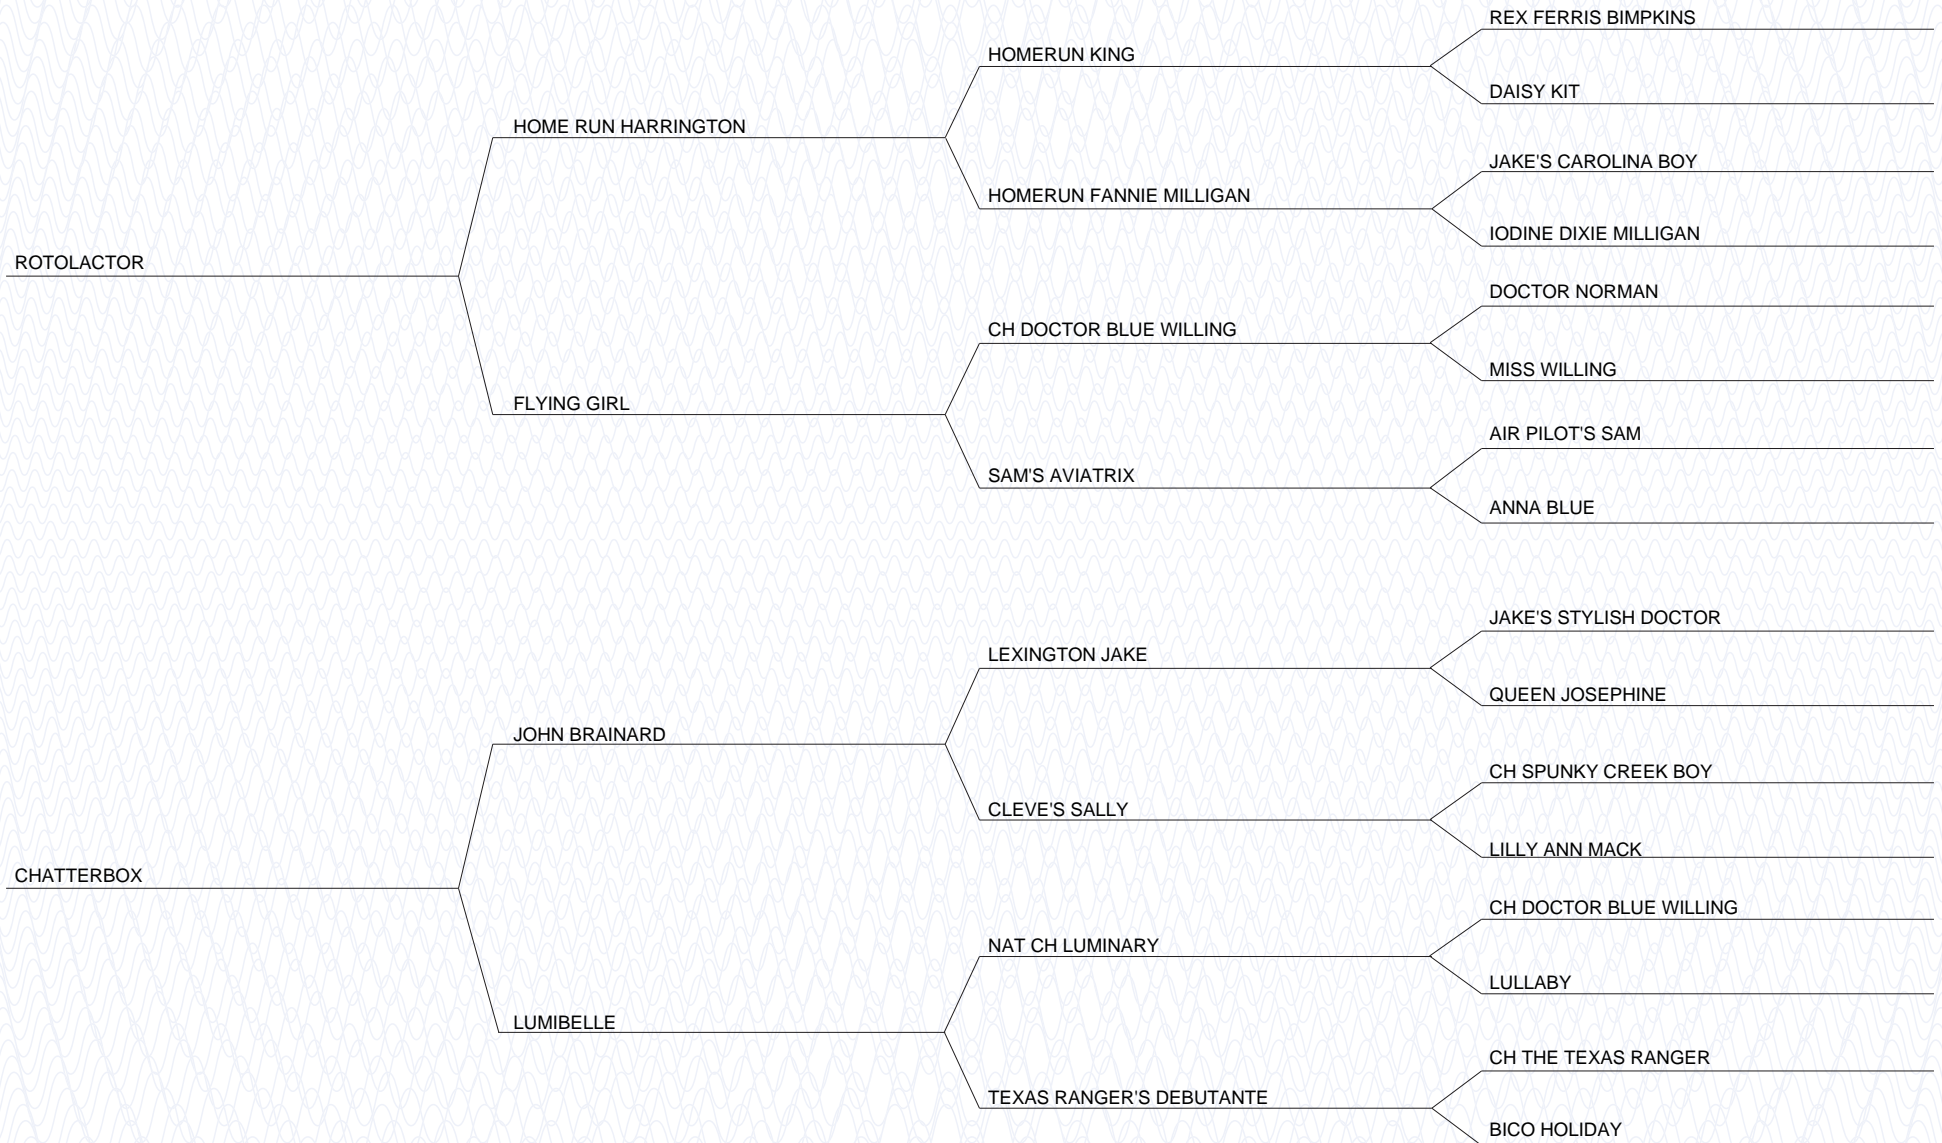 REX FERRIS BIMPKINS
HOMERUN KING
DAISY KIT
HOME RUN HARRINGTON
JAKE'S CAROLINA BOY
HOMERUN FANNIE MILLIGAN
IODINE DIXIE MILLIGAN
ROTOLACTOR
DOCTOR NORMAN
CH DOCTOR BLUE WILLING
MISS WILLING
FLYING GIRL
AIR PILOT'S SAM
SAM'S AVIATRIX
ANNA BLUE
JAKE'S STYLISH DOCTOR
LEXINGTON JAKE
QUEEN JOSEPHINE
JOHN BRAINARD
CH SPUNKY CREEK BOY
CLEVE'S SALLY
LILLY ANN MACK
CHATTERBOX
CH DOCTOR BLUE WILLING
NAT CH LUMINARY
LULLABY
LUMIBELLE
CH THE TEXAS RANGER
TEXAS RANGER'S DEBUTANTE
BICO HOLIDAY